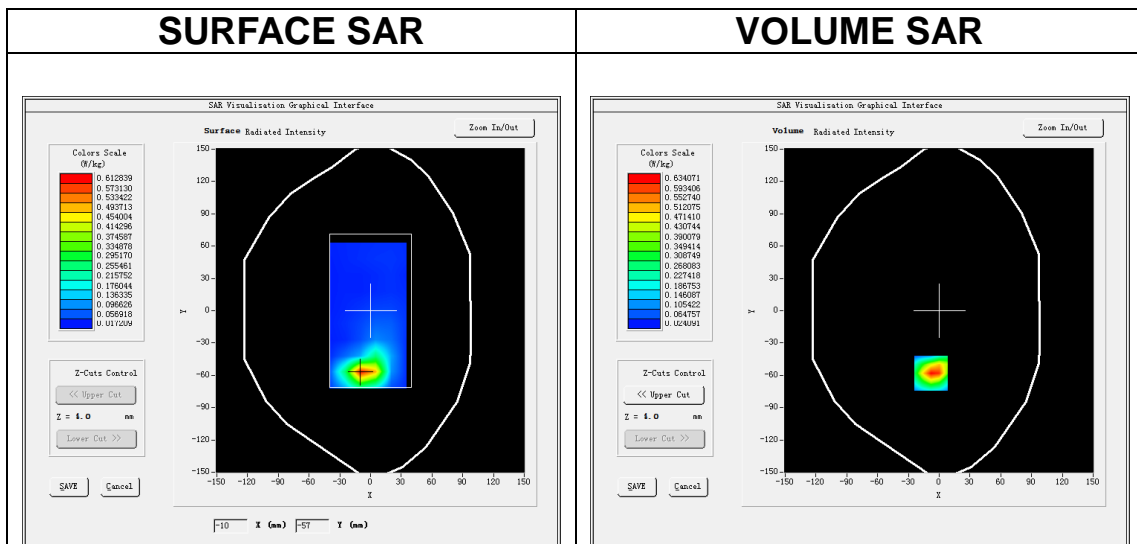 SURFACE SAR
VOLUME SAR
SAR Visualisation Graphical Interface
Surface Radiated Intensity
Zoom In/Out
Colors Scale
(W/kg)
0.612839
0.573130
0.533422
0.493713
0.454004
0.414296
0.374587
0.334878
0.295170
0.255461
0.215752
0.176044
0.136335
0.096626
0.056918
0.017209
150
120
90
60
30
0
-30
-60
-90
-120
-150
Y
-150 -120 -90 -60 -30 0 30 60 90 120 150
X
Z-Cuts Control
<< Upper Cut
Z = 4.0 mm
Lower Cut >>
SAVE Cancel
-10 X (mm) -57 Y (mm)
SAR Visualisation Graphical Interface
Volume Radiated Intensity
Zoom In/Out
Colors Scale
(W/kg)
0.634071
0.593406
0.552740
0.512075
0.471410
0.430744
0.390079
0.349414
0.308749
0.268083
0.227418
0.186753
0.146087
0.105422
0.064757
0.024091
150
120
90
60
30
0
-30
-60
-90
-120
-150
Y
-150 -120 -90 -60 -30 0 30 60 90 120 150
X
Z-Cuts Control
<< Upper Cut
Z = 4.0 mm
Lower Cut >>
SAVE Cancel